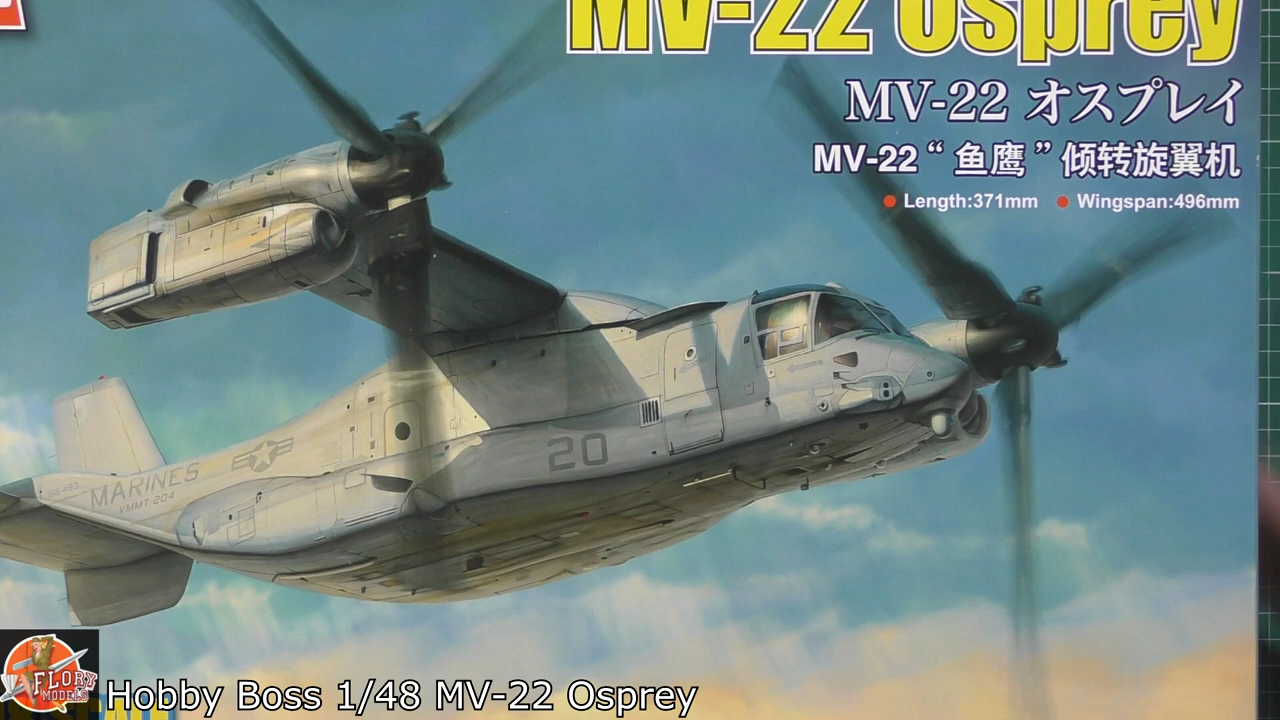 MV-22 Osprey
MV-22 オスプレイ
MV-22“鱼鹰”倾转旋翼机
Length:371mm Wingspan:496mm
20
MARINES
VMMT-204
166483
FLORY
MODELS
Hobby Boss 1/48 MV-22 Osprey